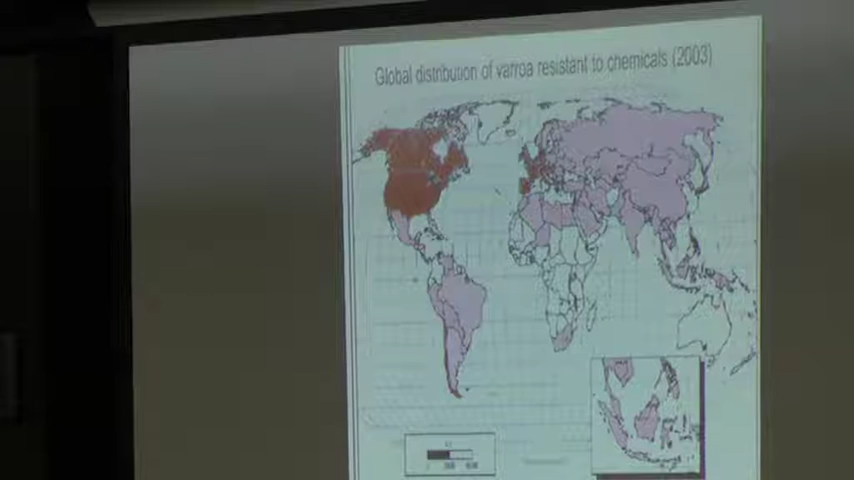 Global distribution of varroa resistant to chemicals (2003)